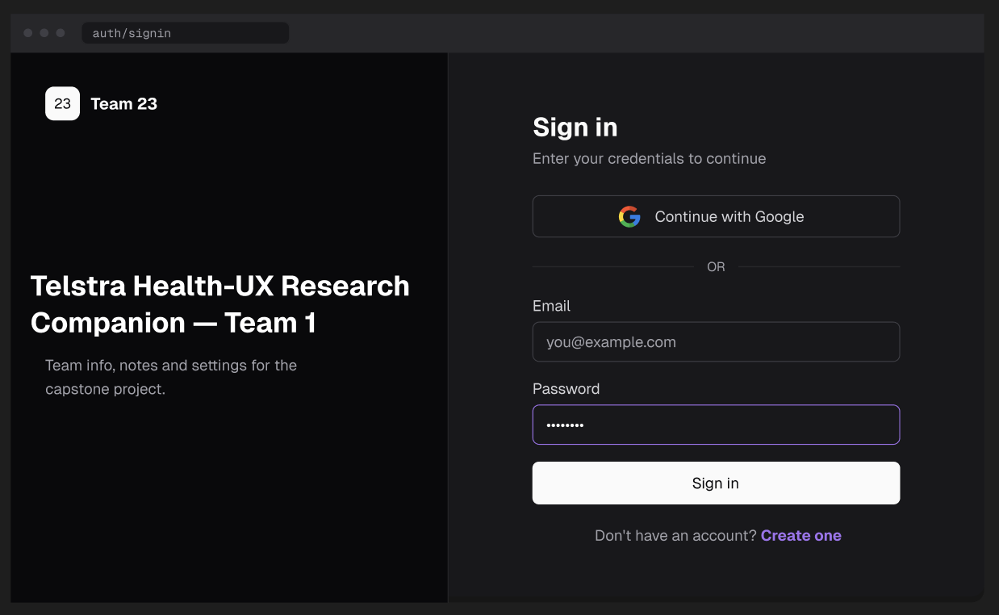 auth/signin
23 Team 23
Telstra Health-UX Research
Companion — Team 1
Team info, notes and settings for the
capstone project.
Sign in
Enter your credentials to continue
Continue with Google
OR
Email
you@example.com
Password
••••••••
Sign in
Don't have an account? Create one